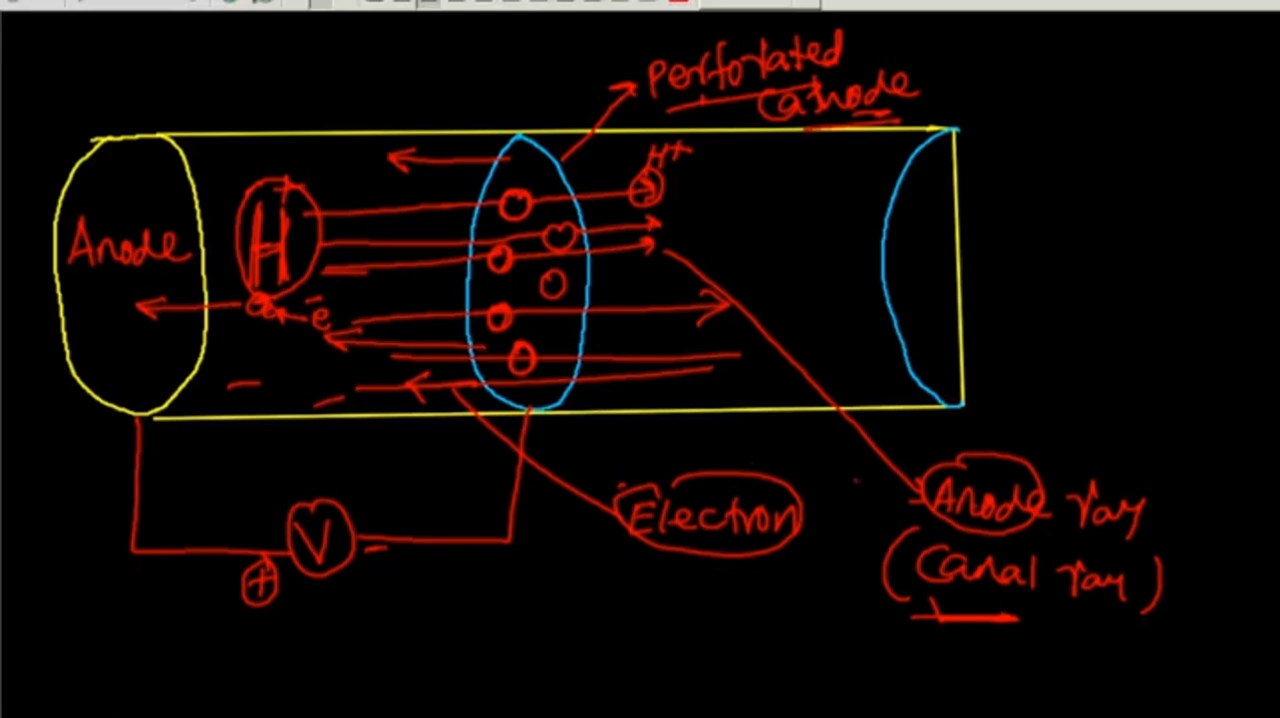 Perforated
Cathode
H+
Anode
H
+
e
-
Electron
V
+
-
Anode ray
(Canal ray)